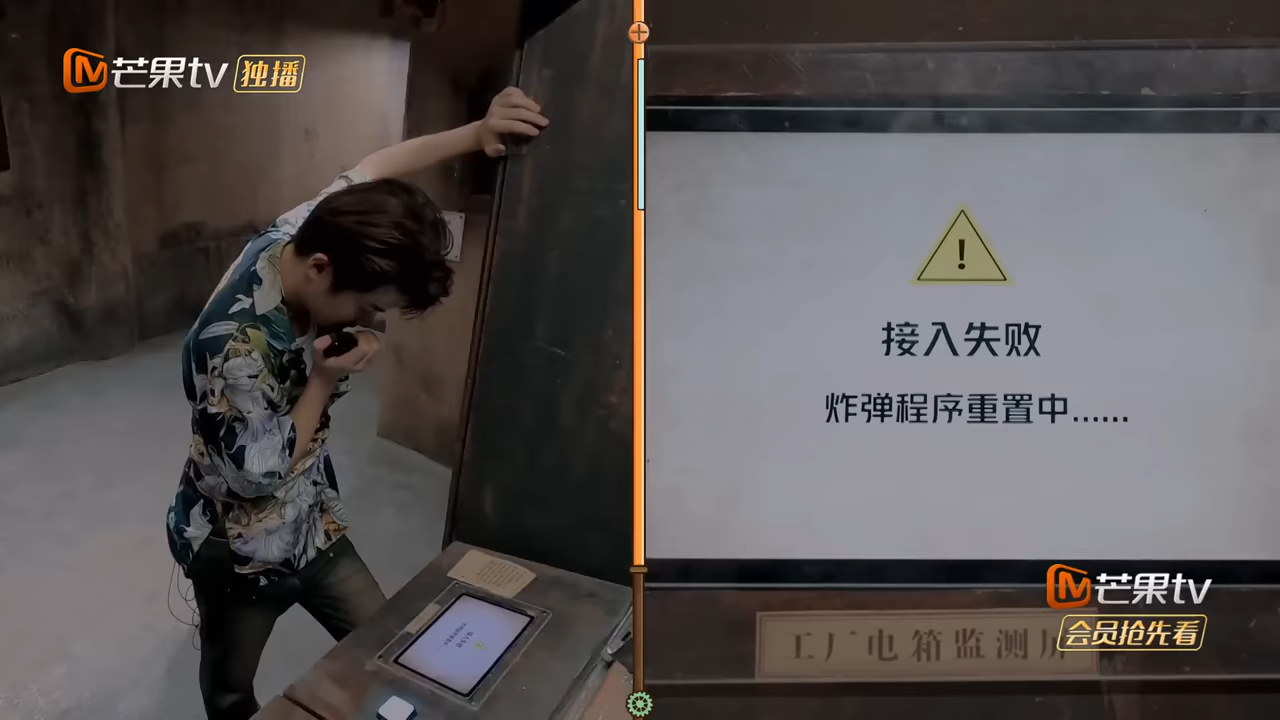 芒果tv 独播
!
接入失败
炸弹程序重置中......
芒果tv
会员抢先看
工厂电箱监测屏